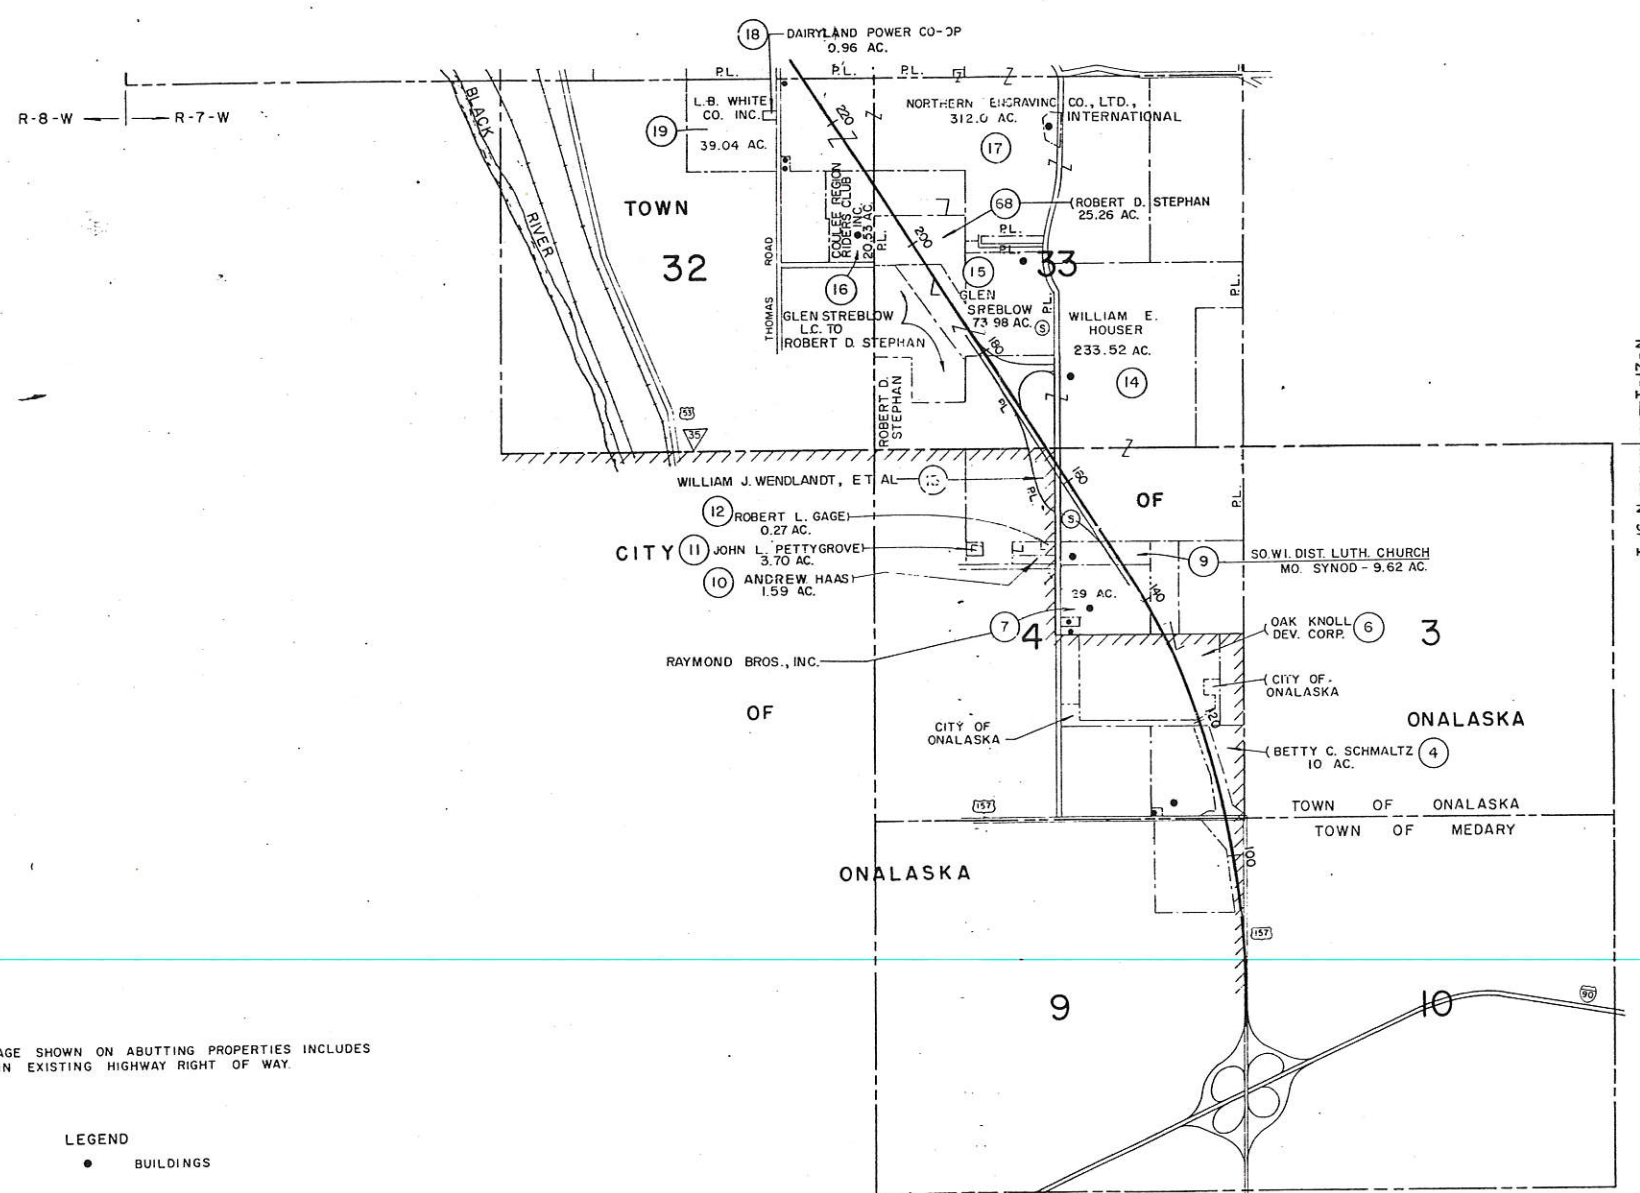 18 DAIRYLAND POWER CO-OP
0.96 AC.
P.L. P.L. P.L.
R-8-W R-7-W
BLACK
RIVER
L.B. WHITE
CO. INC.
39.04 AC.
19
220
NORTHERN ENGRAVING CO., LTD.,
312.0 AC. INTERNATIONAL
17
TOWN
32
THOMAS ROAD
COULEE REGION
RIDERS CLUB
INC.
20.53 AC.
P.L.
16
200
68 ROBERT D. STEPHAN
25.26 AC.
P.L.
P.L.
33
15
GLEN
SREBLOW
73.98 AC.
S
P.L.
P.L.
GLEN STREBLOW
L.C. TO
ROBERT D. STEPHAN
180
WILLIAM E.
HOUSER
233.52 AC.
14
ROBERT D.
STEPHAN
P.L.
53
35
WILLIAM J. WENDLANDT, ET AL
P.L.
160
OF
P.L.
12 ROBERT L. GAGE
0.27 AC.
S
CITY
11 JOHN L. PETTYGROVE
3.70 AC.
10 ANDREW HAAS
1.59 AC.
9 SO.WI. DIST. LUTH. CHURCH
MO. SYNOD - 9.62 AC.
140
39 AC.
7
4
OAK KNOLL
DEV. CORP. 6
3
RAYMOND BROS., INC.
CITY OF
ONALASKA
OF
120
CITY OF
ONALASKA
ONALASKA
BETTY C. SCHMALTZ 4
10 AC.
157
TOWN OF ONALASKA
TOWN OF MEDARY
100
ONALASKA
157
9
10
90
AGE SHOWN ON ABUTTING PROPERTIES INCLUDES
N EXISTING HIGHWAY RIGHT OF WAY.
LEGEND
BUILDINGS